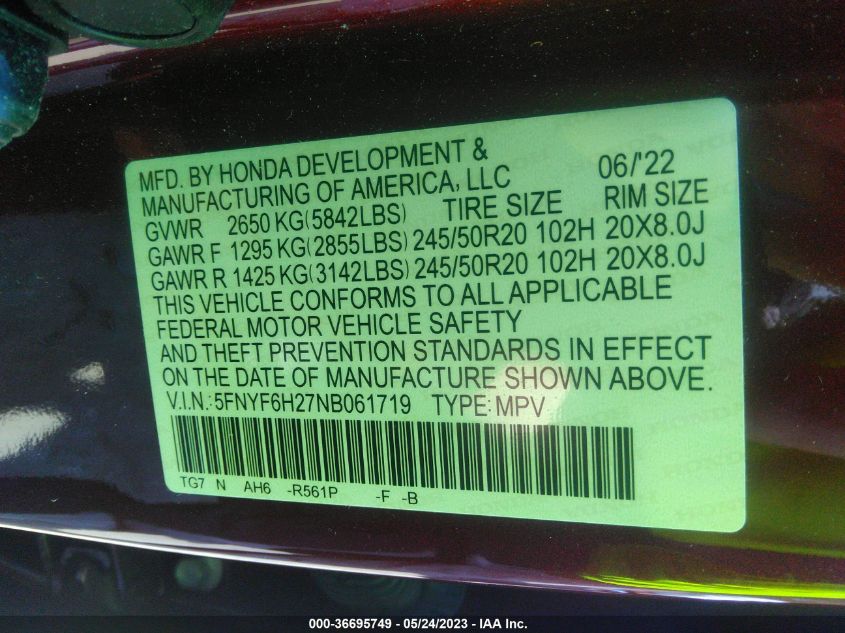 MFD. BY HONDA DEVELOPMENT &
MANUFACTURING OF AMERICA, LLC 06/'22
GVWR 2650 KG(5842LBS) TIRE SIZE RIM SIZE
GAWR F 1295 KG(2855LBS) 245/50R20 102H 20X8.0J
GAWR R 1425 KG(3142LBS) 245/50R20 102H 20X8.0J
THIS VEHICLE CONFORMS TO ALL APPLICABLE
FEDERAL MOTOR VEHICLE SAFETY
AND THEFT PREVENTION STANDARDS IN EFFECT
ON THE DATE OF MANUFACTURE SHOWN ABOVE.
V.I.N.:5FNYF6H27NB061719 TYPE:MPV
TG7 N AH6 -R561P -F -B
000-36695749 — 05/24/2023 — IAA Inc.